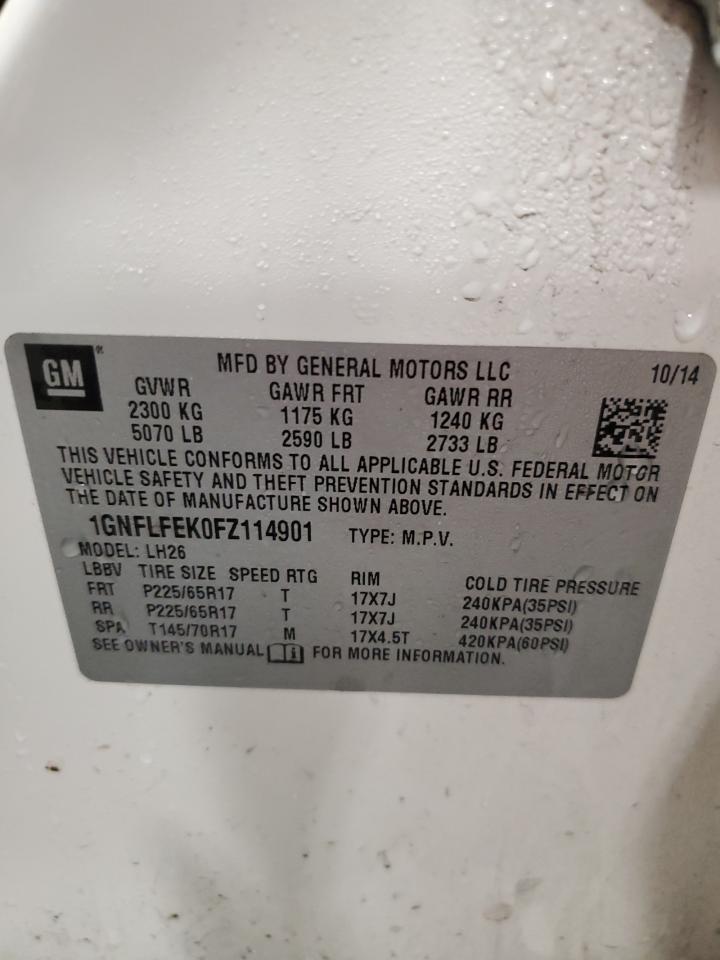 GM
MFD BY GENERAL MOTORS LLC 10/14
GVWR GAWR FRT GAWR RR
2300 KG 1175 KG 1240 KG
5070 LB 2590 LB 2733 LB
THIS VEHICLE CONFORMS TO ALL APPLICABLE U.S. FEDERAL MOTOR
VEHICLE SAFETY AND THEFT PREVENTION STANDARDS IN EFFECT ON
THE DATE OF MANUFACTURE SHOWN ABOVE.
1GNFLFEK0FZ114901 TYPE: M.P.V.
MODEL: LH26
LBBV TIRE SIZE SPEED RTG RIM COLD TIRE PRESSURE
FRT P225/65R17 T 17X7J 240KPA(35PSI)
RR P225/65R17 T 17X7J 240KPA(35PSI)
SPA T145/70R17 M 17X4.5T 420KPA(60PSI)
SEE OWNER'S MANUAL FOR MORE INFORMATION.